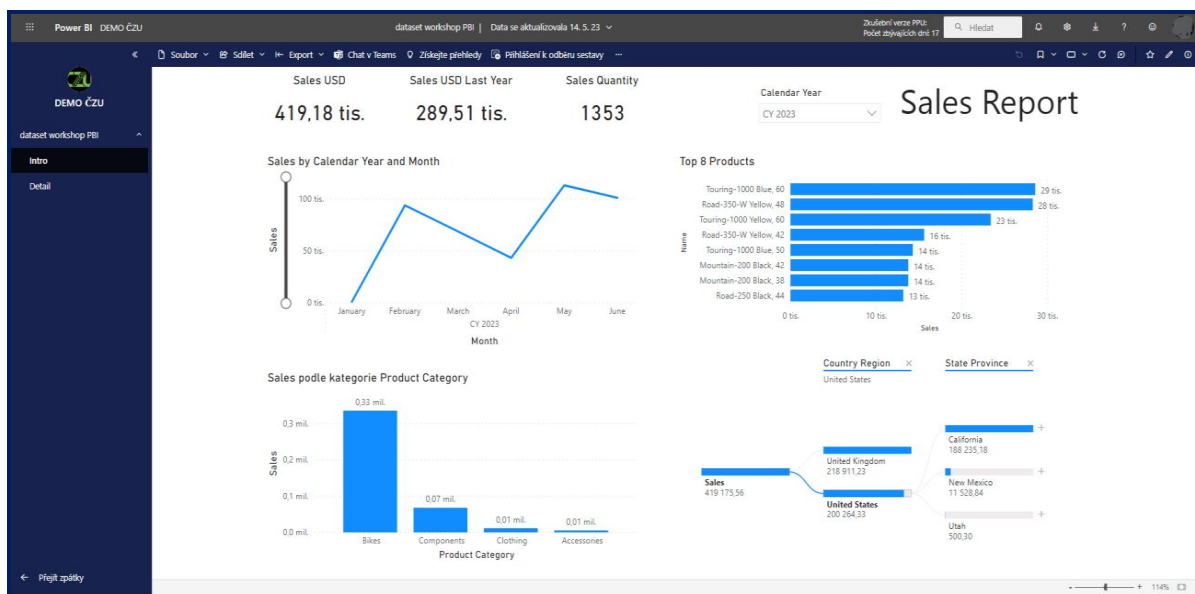 Power BI DEMO ČZU
dataset workshop PBI | Data se aktualizovala 14. 5. 23
Zkušební verze PPU:
Počet zbývajících dní: 17
Hledat
Soubor Sdílet Export Chat v Teams Získejte přehledy Přihlášení k odběru sestavy ···
DEMO ČZU
dataset workshop PBI
Intro
Detail
Přejít zpátky
Sales USD
419,18 tis.
Sales USD Last Year
289,51 tis.
Sales Quantity
1353
Calendar Year
CY 2023
Sales Report
Sales by Calendar Year and Month
Sales
100 tis.
50 tis.
0 tis.
January February March April May June
CY 2023
Month
Top 8 Products
Name
Touring-1000 Blue, 60 29 tis.
Road-350-W Yellow, 48 28 tis.
Touring-1000 Yellow, 60 23 tis.
Road-350-W Yellow, 42 16 tis.
Touring-1000 Blue, 50 14 tis.
Mountain-200 Black, 42 14 tis.
Mountain-200 Black, 38 14 tis.
Road-250 Black, 44 13 tis.
0 tis. 10 tis. 20 tis. 30 tis.
Sales
Sales podle kategorie Product Category
Sales
0,3 mil.
0,2 mil.
0,1 mil.
0,0 mil.
0,33 mil.
0,07 mil.
0,01 mil.
0,01 mil.
Bikes Components Clothing Accessories
Product Category
Country Region
United States
State Province
Sales
419 175,56
United Kingdom
218 911,23
United States
200 264,33
California
188 235,18
New Mexico
11 528,84
Utah
500,30
114%